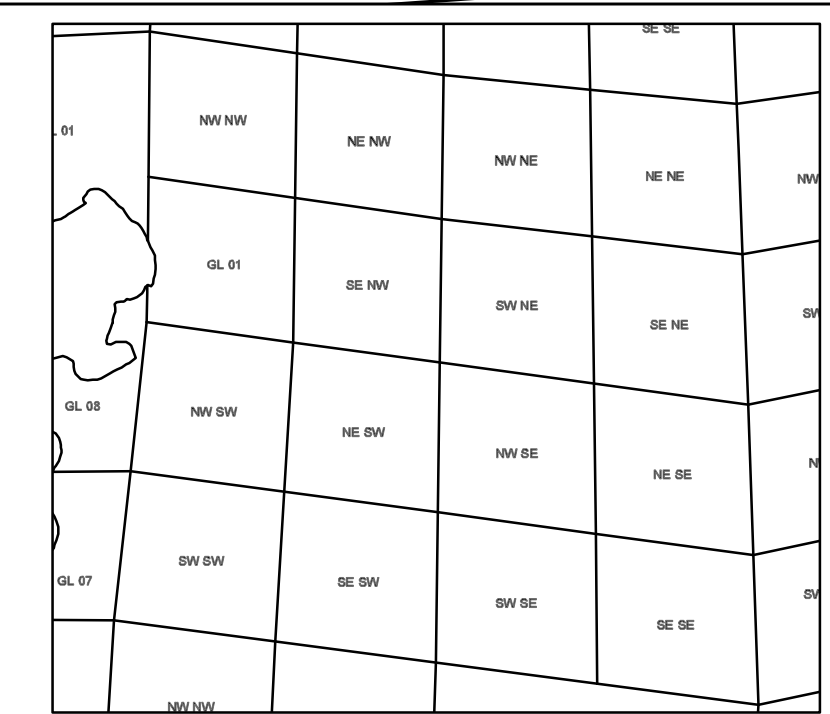 SE SE
NW NW
NE NW
NW NE
NE NE
NW
01
GL 01
SE NW
SW NE
SE NE
SW
GL 08
NW SW
NE SW
NW SE
NE SE
N
GL 07
SW SW
SE SW
SW SE
SE SE
SW
NW NW